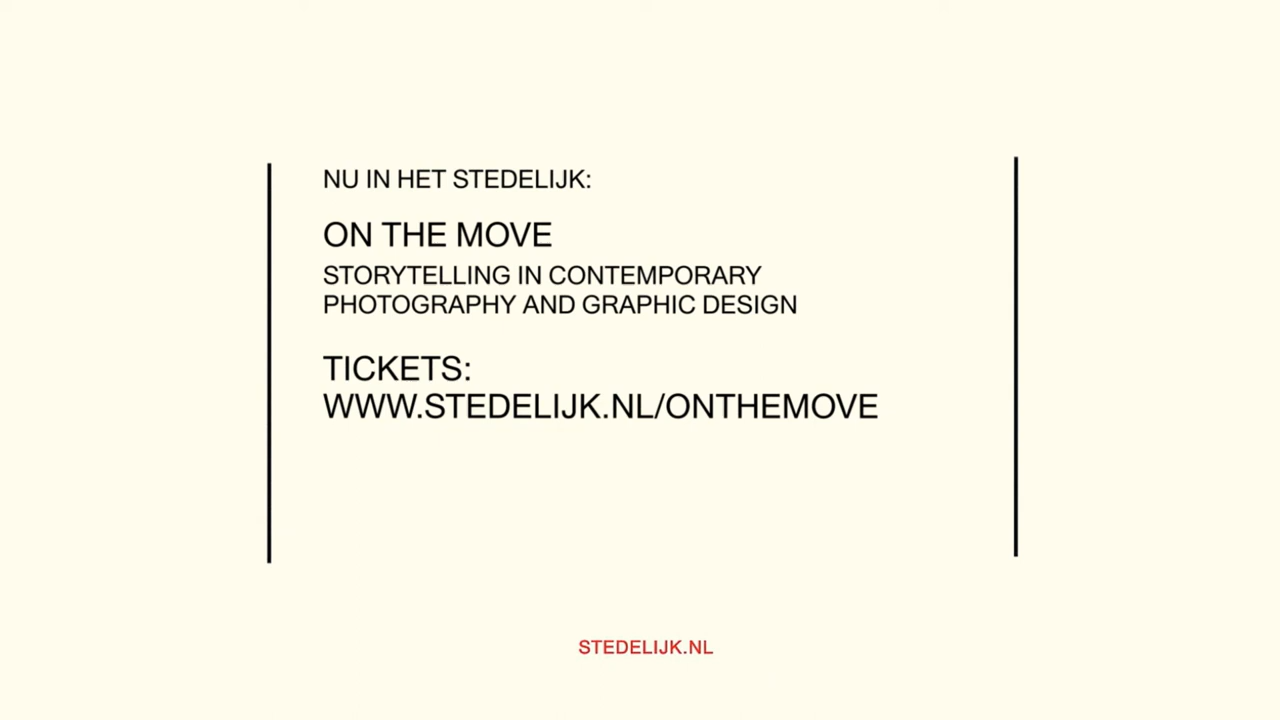 NU IN HET STEDELIJK:
ON THE MOVE
STORYTELLING IN CONTEMPORARY
PHOTOGRAPHY AND GRAPHIC DESIGN
TICKETS:
WWW.STEDELIJK.NL/ONTHEMOVE
STEDELIJK.NL